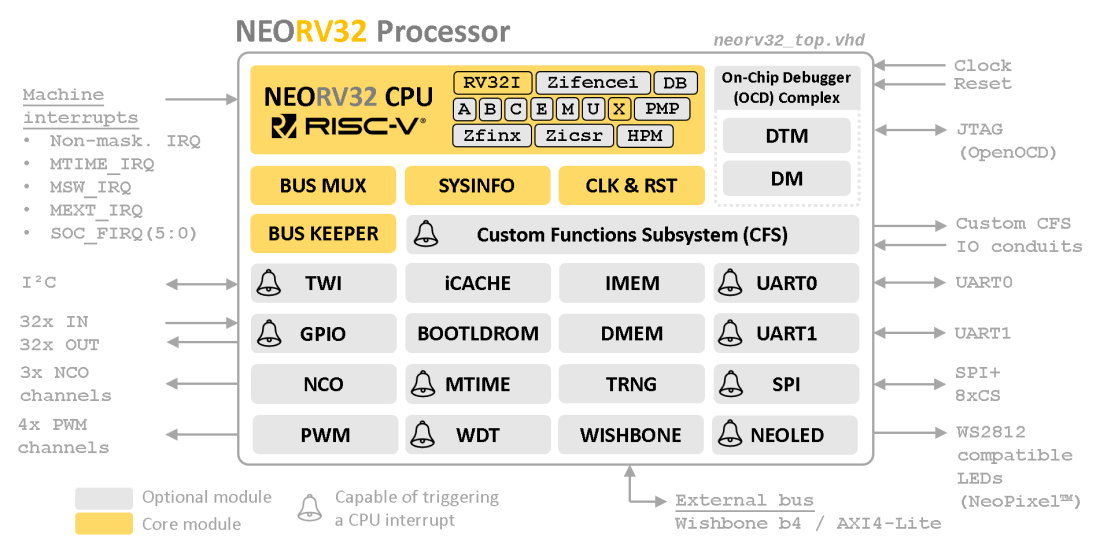 NEORV32 Processor
neorv32_top.vhd
Machine
interrupts
• Non-mask. IRQ
• MTIME_IRQ
• MSW_IRQ
• MEXT_IRQ
• SOC_FIRQ(5:0)
I²C
32x IN
32x OUT
3x NCO
channels
4x PWM
channels
NEORV32 CPU
RISC-V®
RV32I Zifencei DB
A B C E M U X PMP
Zfinx Zicsr HPM
On-Chip Debugger
(OCD) Complex
DTM
DM
BUS MUX SYSINFO CLK & RST
BUS KEEPER Custom Functions Subsystem (CFS)
TWI iCACHE IMEM UART0
GPIO BOOTLDROM DMEM UART1
NCO MTIME TRNG SPI
PWM WDT WISHBONE NEOLED
Clock
Reset
JTAG
(OpenOCD)
Custom CFS
IO conduits
UART0
UART1
SPI+
8xCS
WS2812
compatible
LEDs
(NeoPixel™)
Optional module
Core module
Capable of triggering
a CPU interrupt
External bus
Wishbone b4 / AXI4-Lite